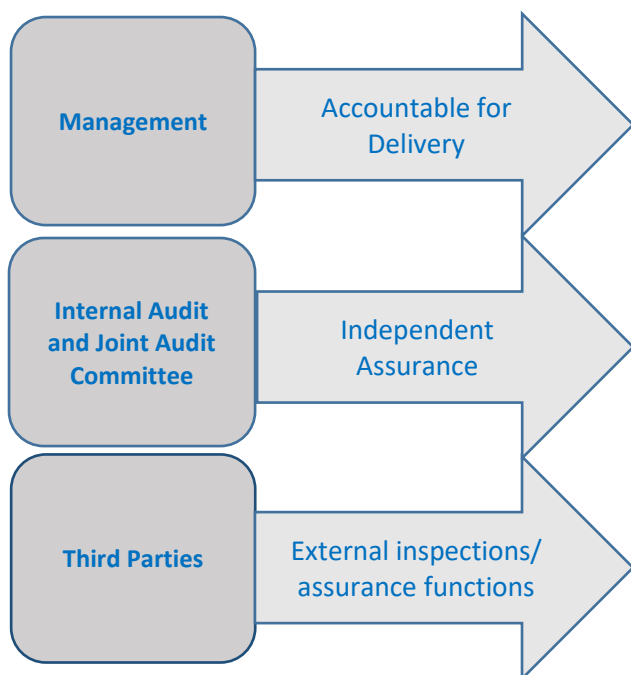 Management
Accountable for
Delivery
Internal Audit
and Joint Audit
Committee
Independent
Assurance
Third Parties
External inspections/
assurance functions